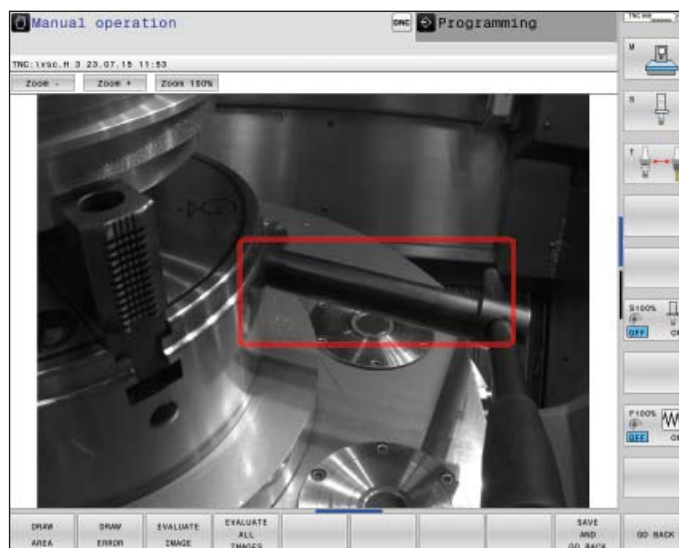 Manual operation
DNC
Programming
TNC:\vsc.H 3 23.07.15 11:53
Zoom -
Zoom +
Zoom 100%
M
S
T
S100%
OFF
F100%
OFF
DRAW
AREA
DRAW
ERROR
EVALUATE
IMAGE
EVALUATE
ALL
IMAGES
SAVE
AND
GO BACK
GO BACK